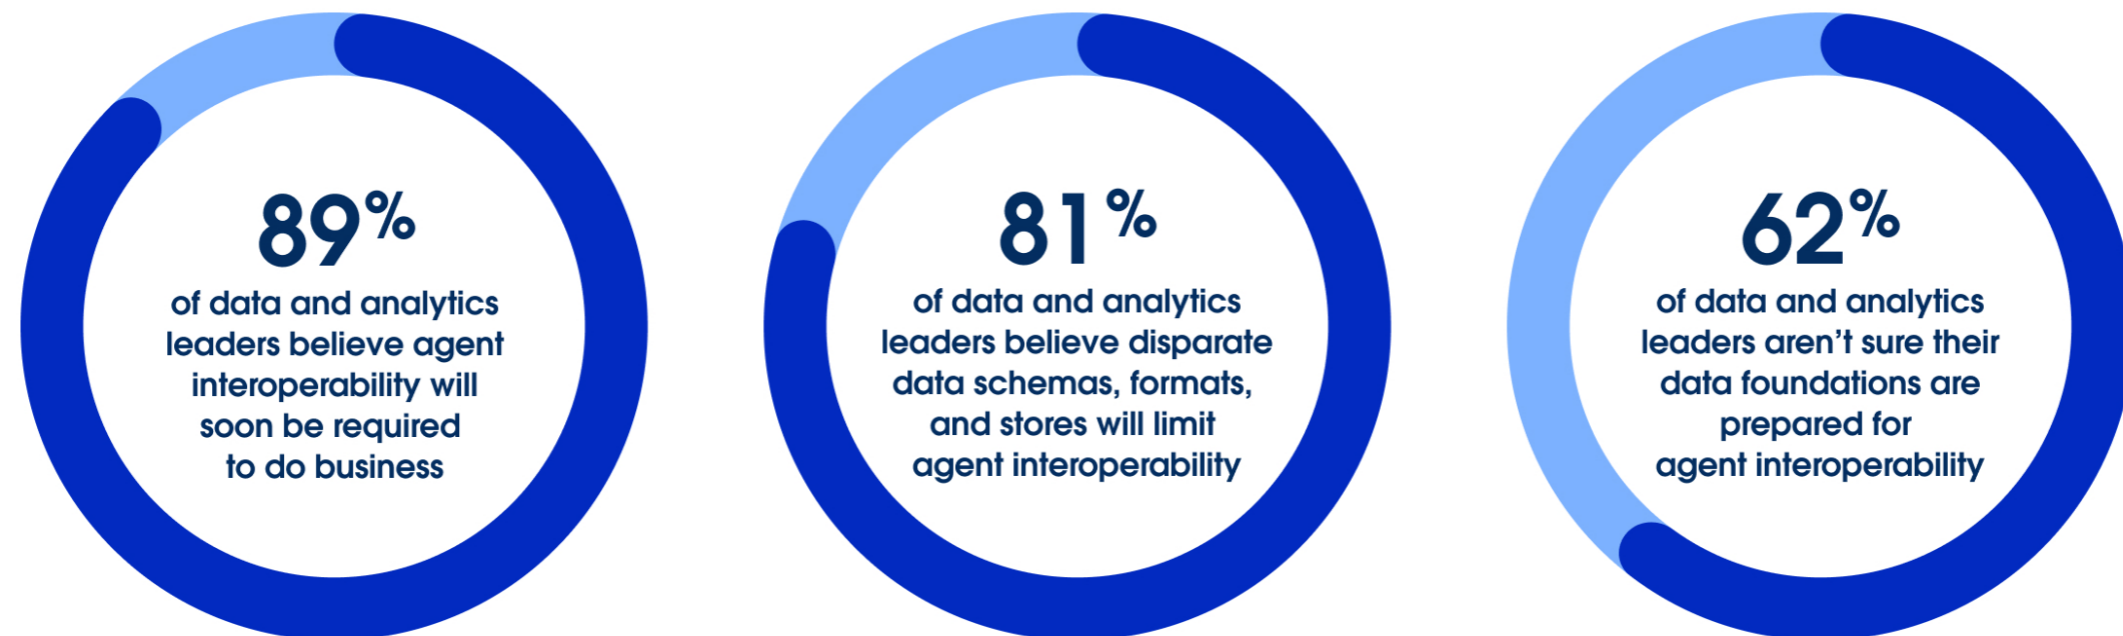 89%
of data and analytics
leaders believe agent
interoperability will
soon be required
to do business
81%
of data and analytics
leaders believe disparate
data schemas, formats,
and stores will limit
agent interoperability
62%
of data and analytics
leaders aren’t sure their
data foundations are
prepared for
agent interoperability